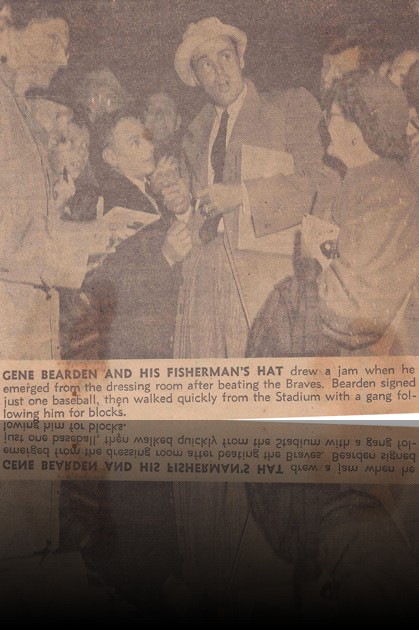 GENE BEARDEN AND HIS FISHERMAN'S HAT drew a jam when he
emerged from the dressing room after beating the Braves. Bearden signed
just one baseball, then walked quickly from the Stadium with a gang fol-
lowing him for blocks.